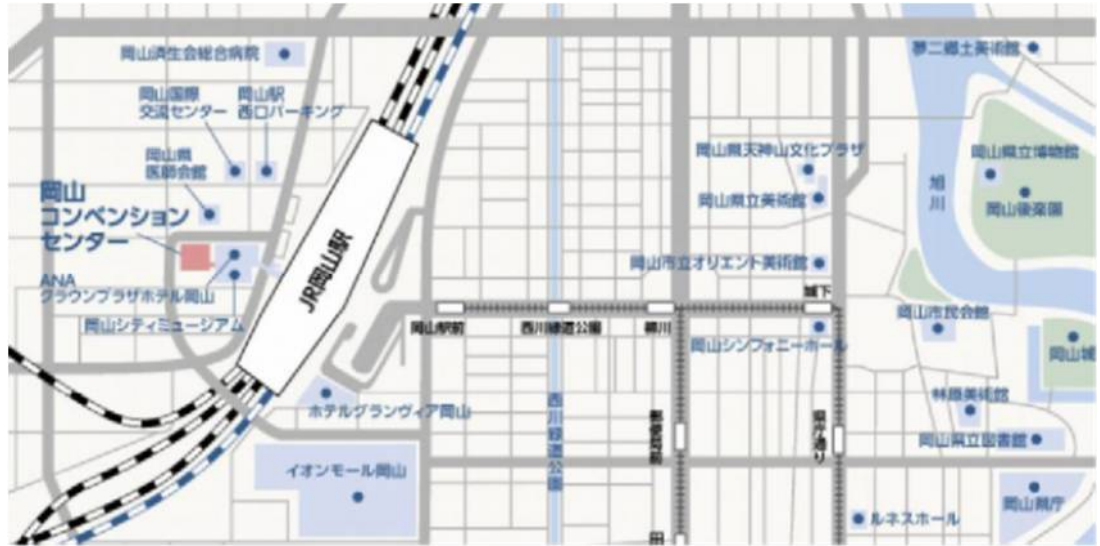 岡山済生会総合病院
夢二郷土美術館
岡山国際
交流センター
岡山駅
西口パーキング
岡山県
医師会館
岡山
コンベンション
センター
ANA
クラウンプラザホテル岡山
岡山シティミュージアム
JR岡山駅
岡山県天神山文化プラザ
岡山県立美術館
岡山市立オリエント美術館
旭川
岡山県立博物館
岡山後楽園
岡山駅前
西川緑道公園
柳川
城下
岡山シンフォニーホール
岡山市民会館
岡山城
ホテルグランヴィア岡山
西川緑道公園
郵便局前
県庁通り
林原美術館
岡山県立図書館
イオンモール岡山
岡山県庁
ルネスホール
田